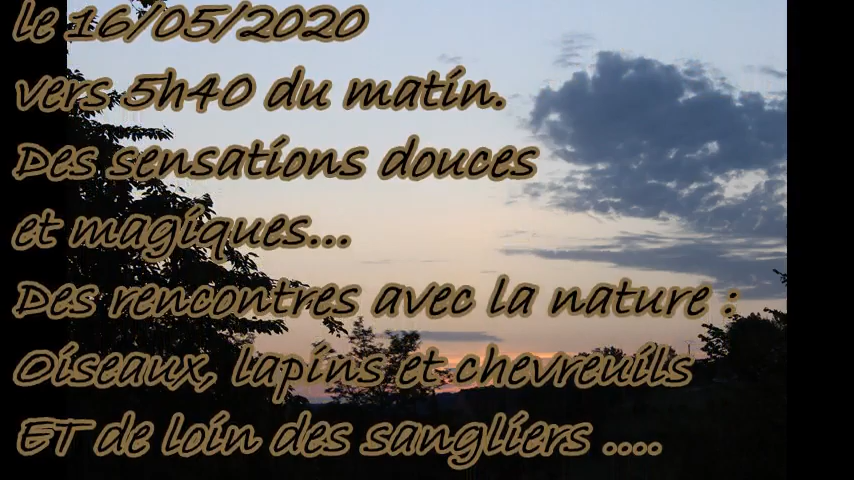 le 16/05/2020
vers 5h40 du matin.
Des sensations douces
et magiques...
Des rencontres avec la nature :
Oiseaux, lapins et chevreuils
ET de loin des sangliers ....